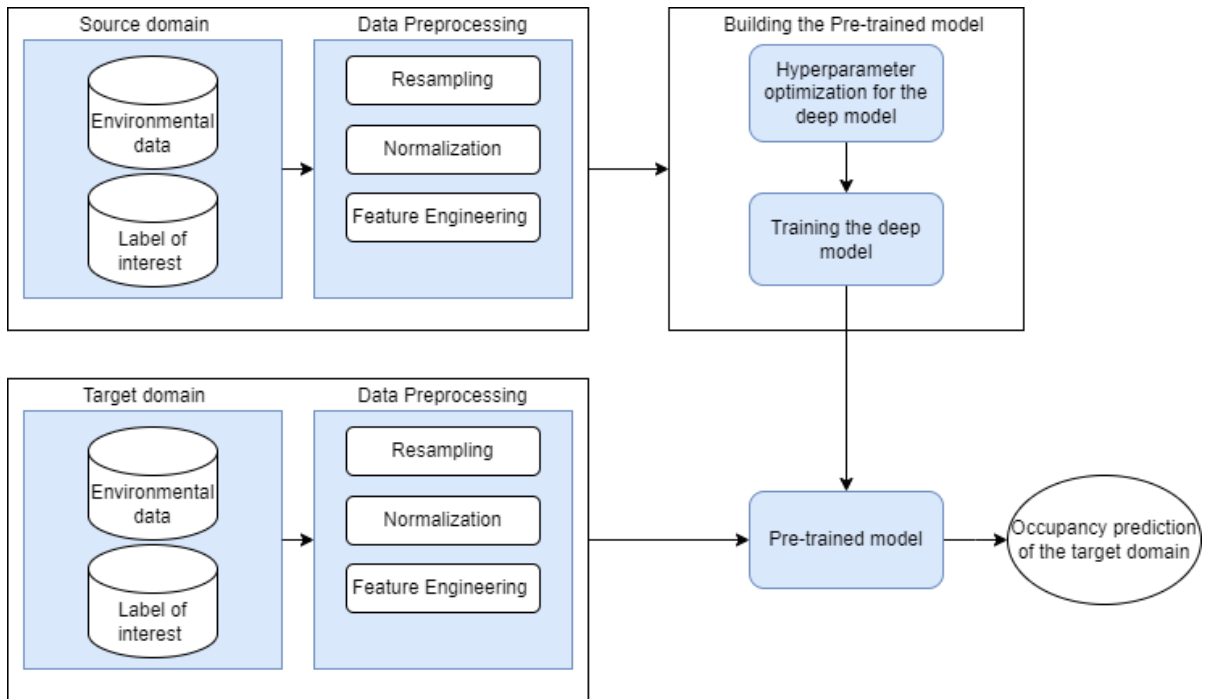 Source domain
Environmental
data
Label of
interest
Data Preprocessing
Resampling
Normalization
Feature Engineering
Building the Pre-trained model
Hyperparameter
optimization for the
deep model
Training the deep
model
Target domain
Environmental
data
Label of
interest
Data Preprocessing
Resampling
Normalization
Feature Engineering
Pre-trained model
Occupancy prediction
of the target domain